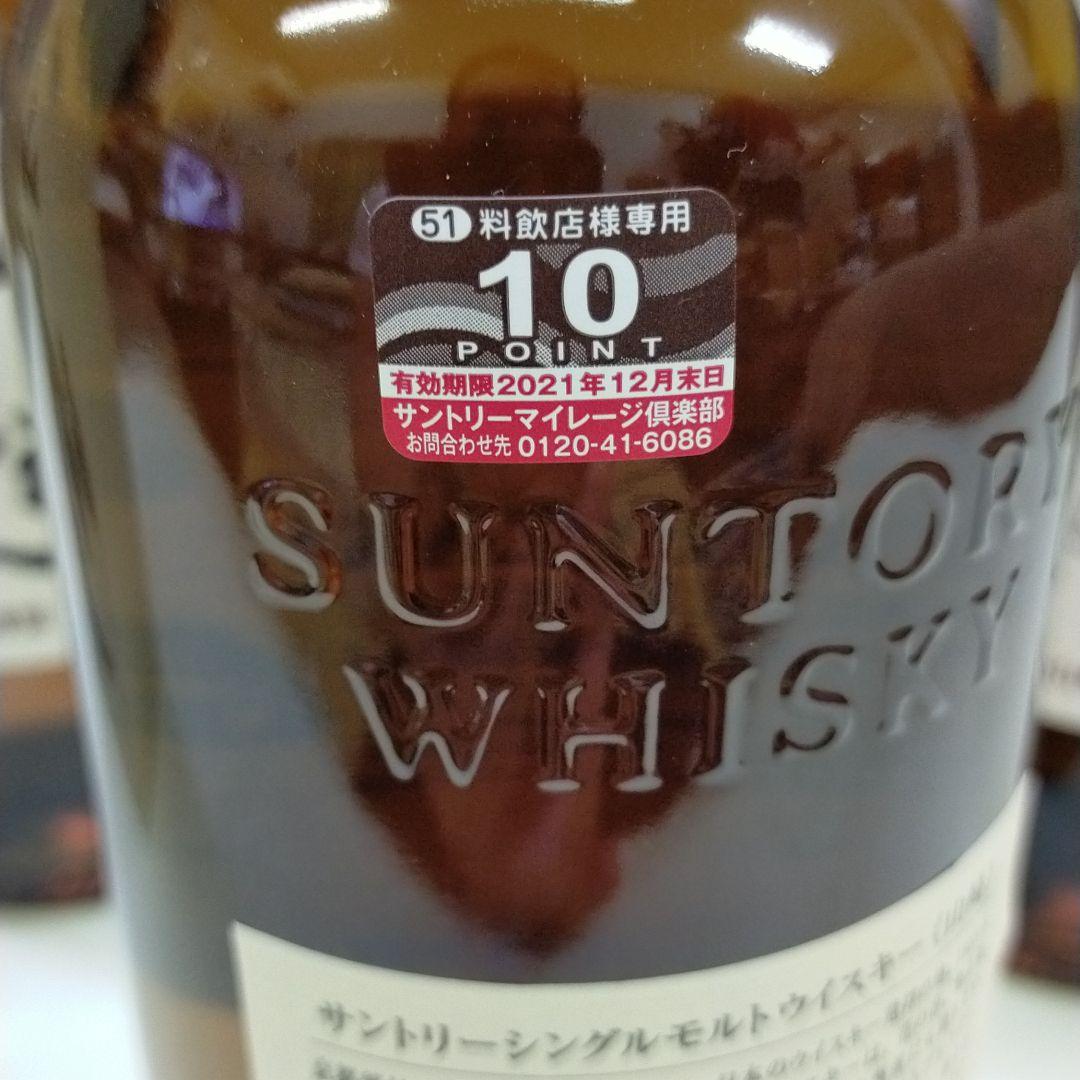 51 料飲店様専用
10
POINT
有効期限2021年12月末日
サントリーマイレージ倶楽部
お問合わせ先 0120-41-6086
SUNTORY
WHISKY
サントリーシングルモルトウイスキー